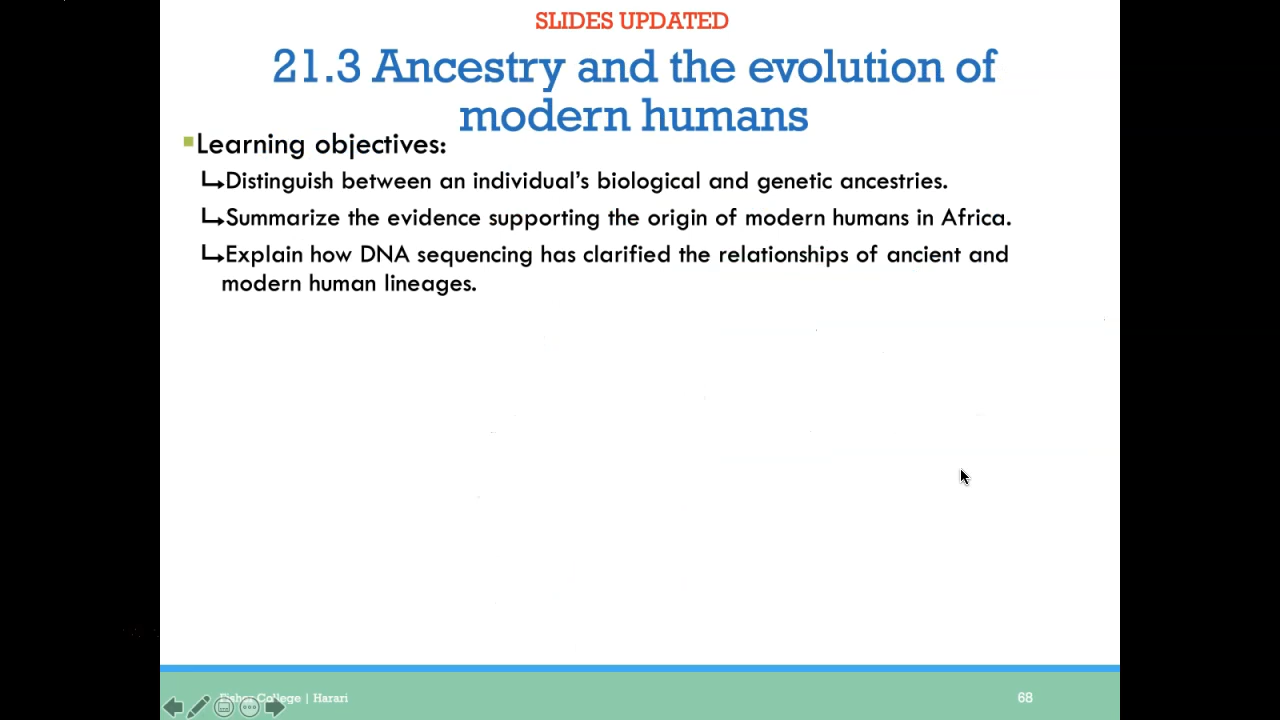 SLIDES UPDATED
21.3 Ancestry and the evolution of
modern humans
Learning objectives:
Distinguish between an individual's biological and genetic ancestries.
Summarize the evidence supporting the origin of modern humans in Africa.
Explain how DNA sequencing has clarified the relationships of ancient and
modern human lineages.
Fisher College | Harari
68